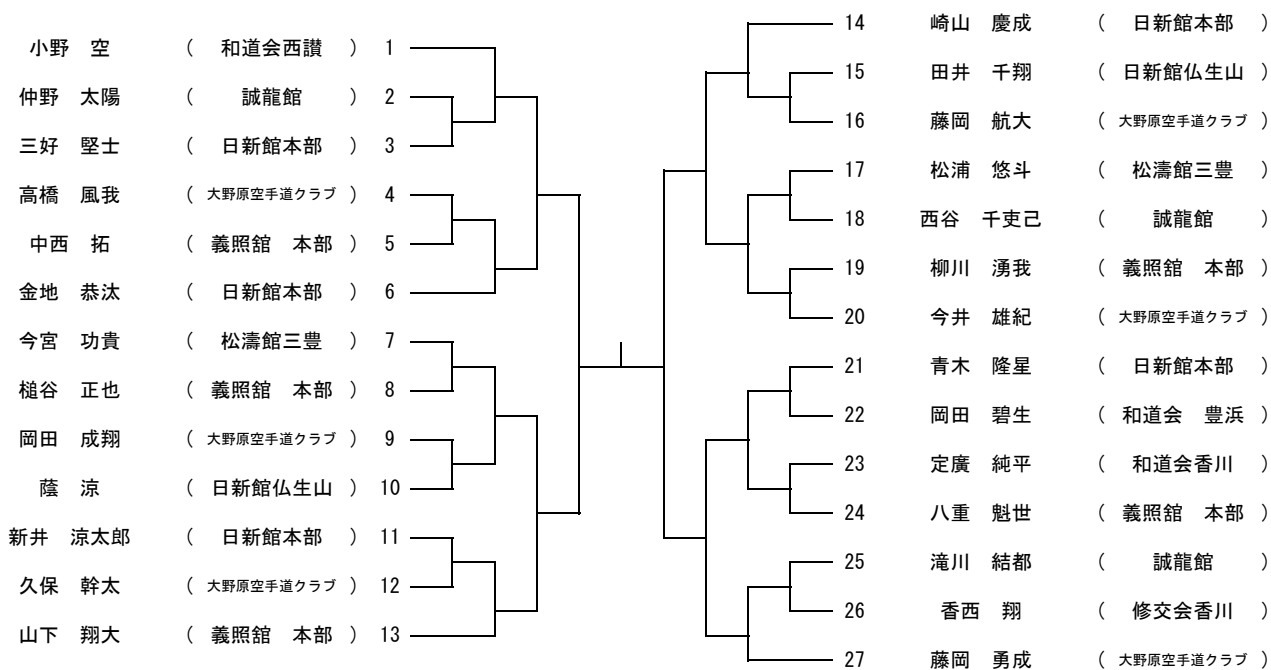 小野　空 （ 和道会西讃 ） 1
仲野　太陽 （ 誠龍館 ） 2
三好　堅士 （ 日新館本部 ） 3
高橋　風我 （ 大野原空手道クラブ ） 4
中西　拓 （ 義照舘　本部 ） 5
金地　恭汰 （ 日新館本部 ） 6
今宮　功貴 （ 松濤館三豊 ） 7
槌谷　正也 （ 義照舘　本部 ） 8
岡田　成翔 （ 大野原空手道クラブ ） 9
蔭　涼 （ 日新館仏生山 ） 10
新井　涼太郎 （ 日新館本部 ） 11
久保　幹太 （ 大野原空手道クラブ ） 12
山下　翔大 （ 義照舘　本部 ） 13
14 崎山　慶成 （ 日新館本部 ）
15 田井　千翔 （ 日新館仏生山 ）
16 藤岡　航大 （ 大野原空手道クラブ ）
17 松浦　悠斗 （ 松濤館三豊 ）
18 西谷　千吏己 （ 誠龍館 ）
19 柳川　湧我 （ 義照舘　本部 ）
20 今井　雄紀 （ 大野原空手道クラブ ）
21 青木　隆星 （ 日新館本部 ）
22 岡田　碧生 （ 和道会　豊浜 ）
23 定廣　純平 （ 和道会香川 ）
24 八重　魁世 （ 義照舘　本部 ）
25 滝川　結都 （ 誠龍館 ）
26 香西　翔 （ 修交会香川 ）
27 藤岡　勇成 （ 大野原空手道クラブ ）